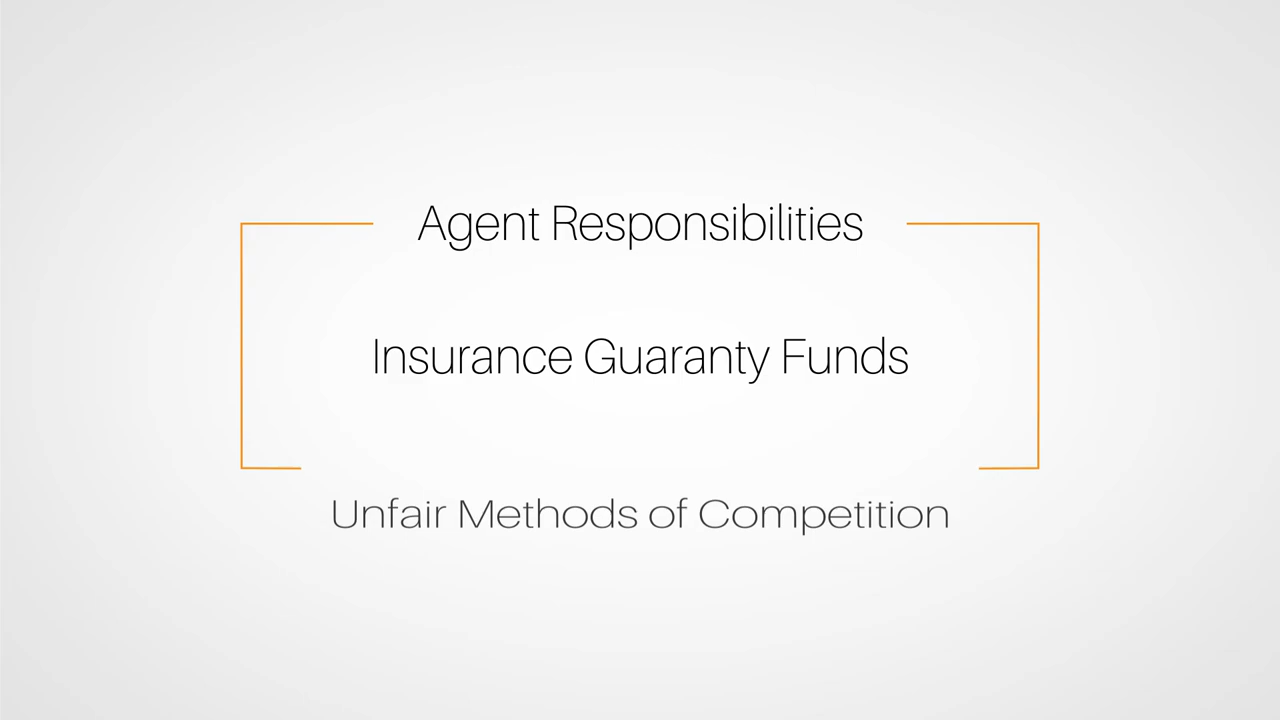 Agent Responsibilities
Insurance Guaranty Funds
Unfair Methods of Competition